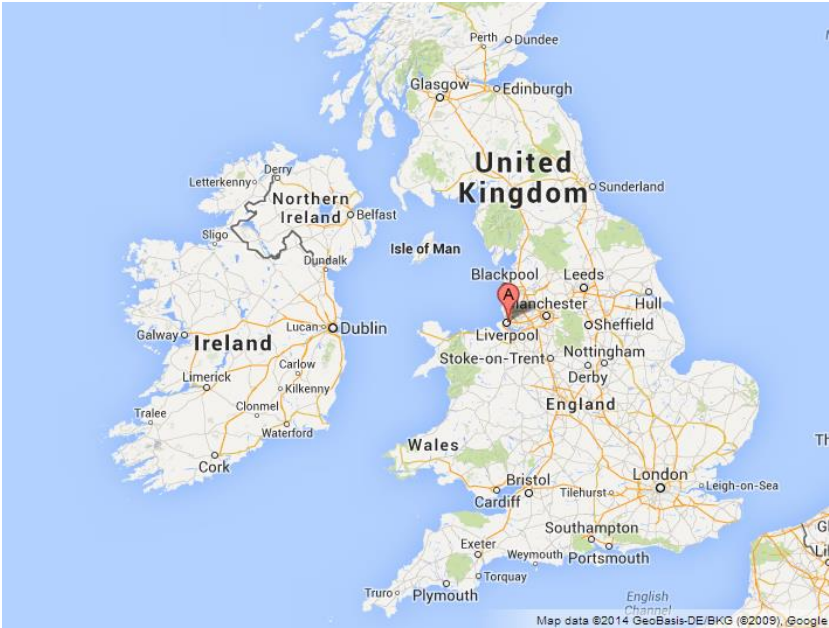 Perth
Dundee
Glasgow
Edinburgh
United
Kingdom
Sunderland
Derry
Letterkenny
Northern
Ireland
Belfast
Sligo
Isle of Man
Dundalk
Blackpool
Leeds
A
Manchester
Hull
Lucan
Dublin
Galway
Ireland
Liverpool
Sheffield
Stoke-on-Trent
Nottingham
Carlow
Limerick
Derby
Kilkenny
England
Tralee
Clonmel
Waterford
Wales
Cork
London
Bristol
Leigh-on-Sea
Cardiff
Tilehurst
Southampton
Exeter
Weymouth
Portsmouth
Torquay
Truro
Plymouth
English
Channel
Map data ©2014 GeoBasis-DE/BKG (©2009), Google